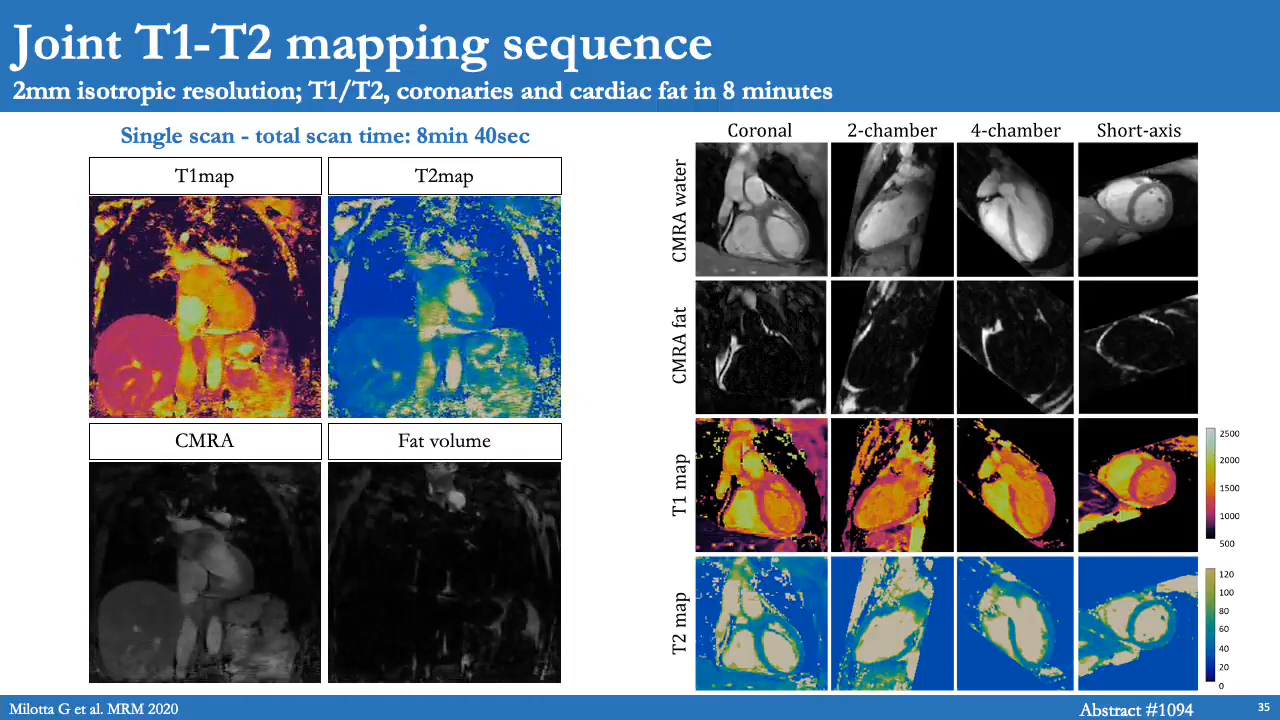 Joint T1-T2 mapping sequence
2mm isotropic resolution; T1/T2, coronaries and cardiac fat in 8 minutes
Single scan - total scan time: 8min 40sec
T1map
T2map
CMRA
Fat volume
Coronal
2-chamber
4-chamber
Short-axis
CMRA water
CMRA fat
T1 map
2500
2000
1500
1000
500
T2 map
120
100
80
60
40
20
0
Milotta G et al. MRM 2020
Abstract #1094
35